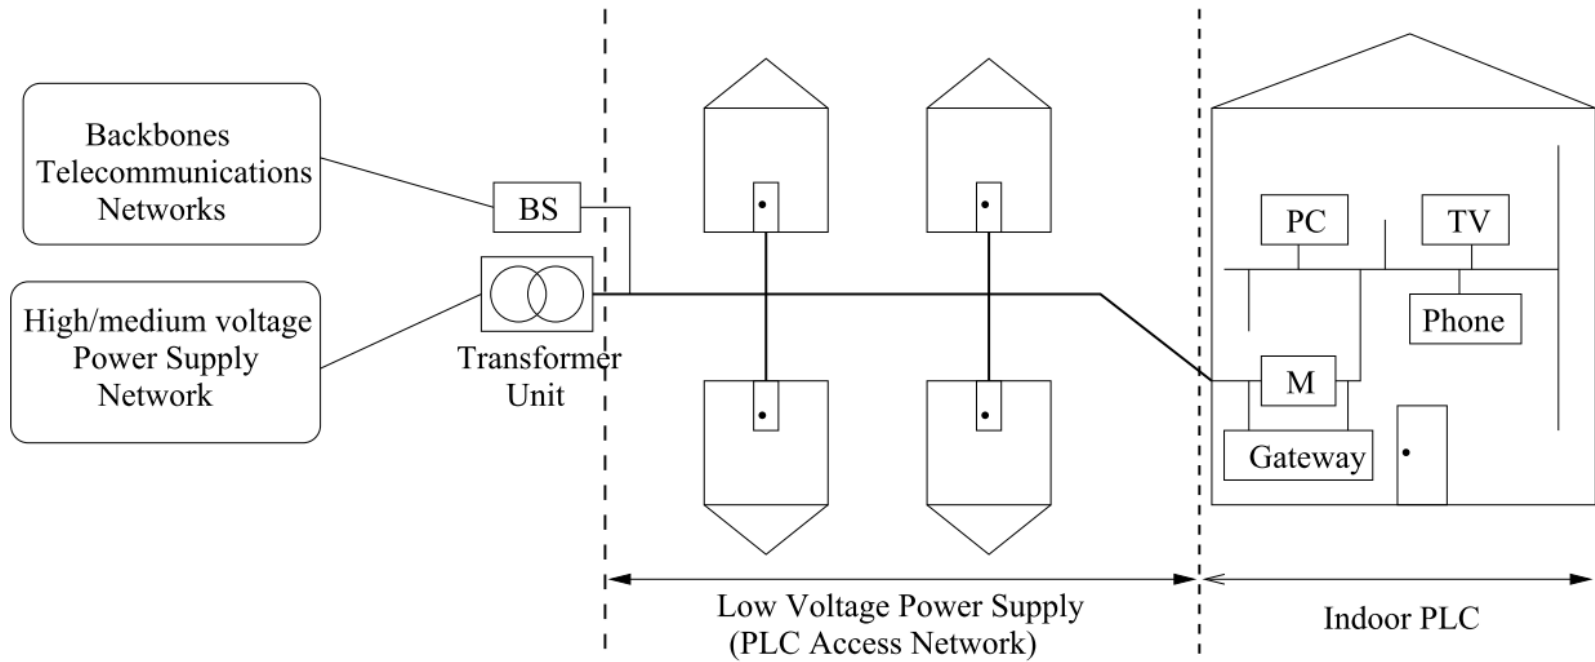 Backbones
Telecommunications
Networks
BS
High/medium voltage
Power Supply
Network
Transformer
Unit
PC
TV
Phone
M
Gateway
Low Voltage Power Supply
(PLC Access Network)
Indoor PLC